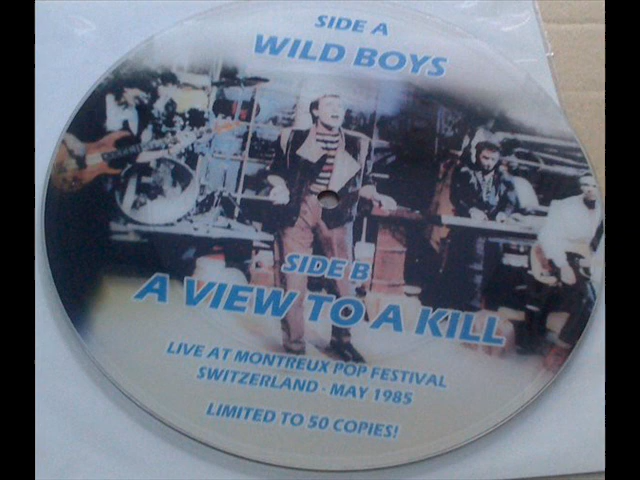 SIDE A
WILD BOYS
SIDE B
A VIEW TO A KILL
LIVE AT MONTREUX POP FESTIVAL
SWITZERLAND - MAY 1985
LIMITED TO 50 COPIES!